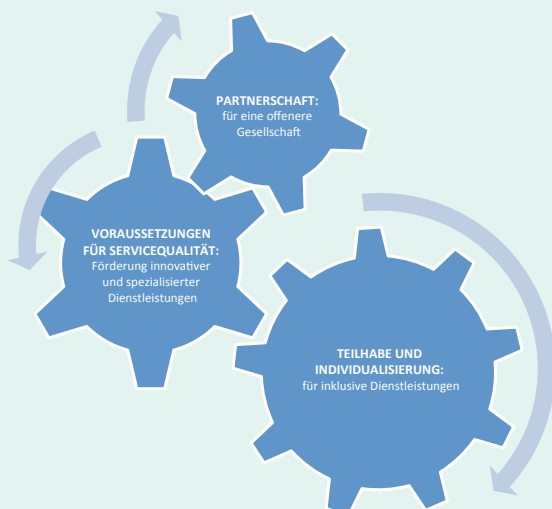 PARTNERSCHAFT:
für eine offenere
Gesellschaft
VORAUSSETZUNGEN
FÜR SERVICEQUALITÄT:
Förderung innovativer
und spezialisierter
Dienstleistungen
TEILHABE UND
INDIVIDUALISIERUNG:
für inklusive Dienstleistungen